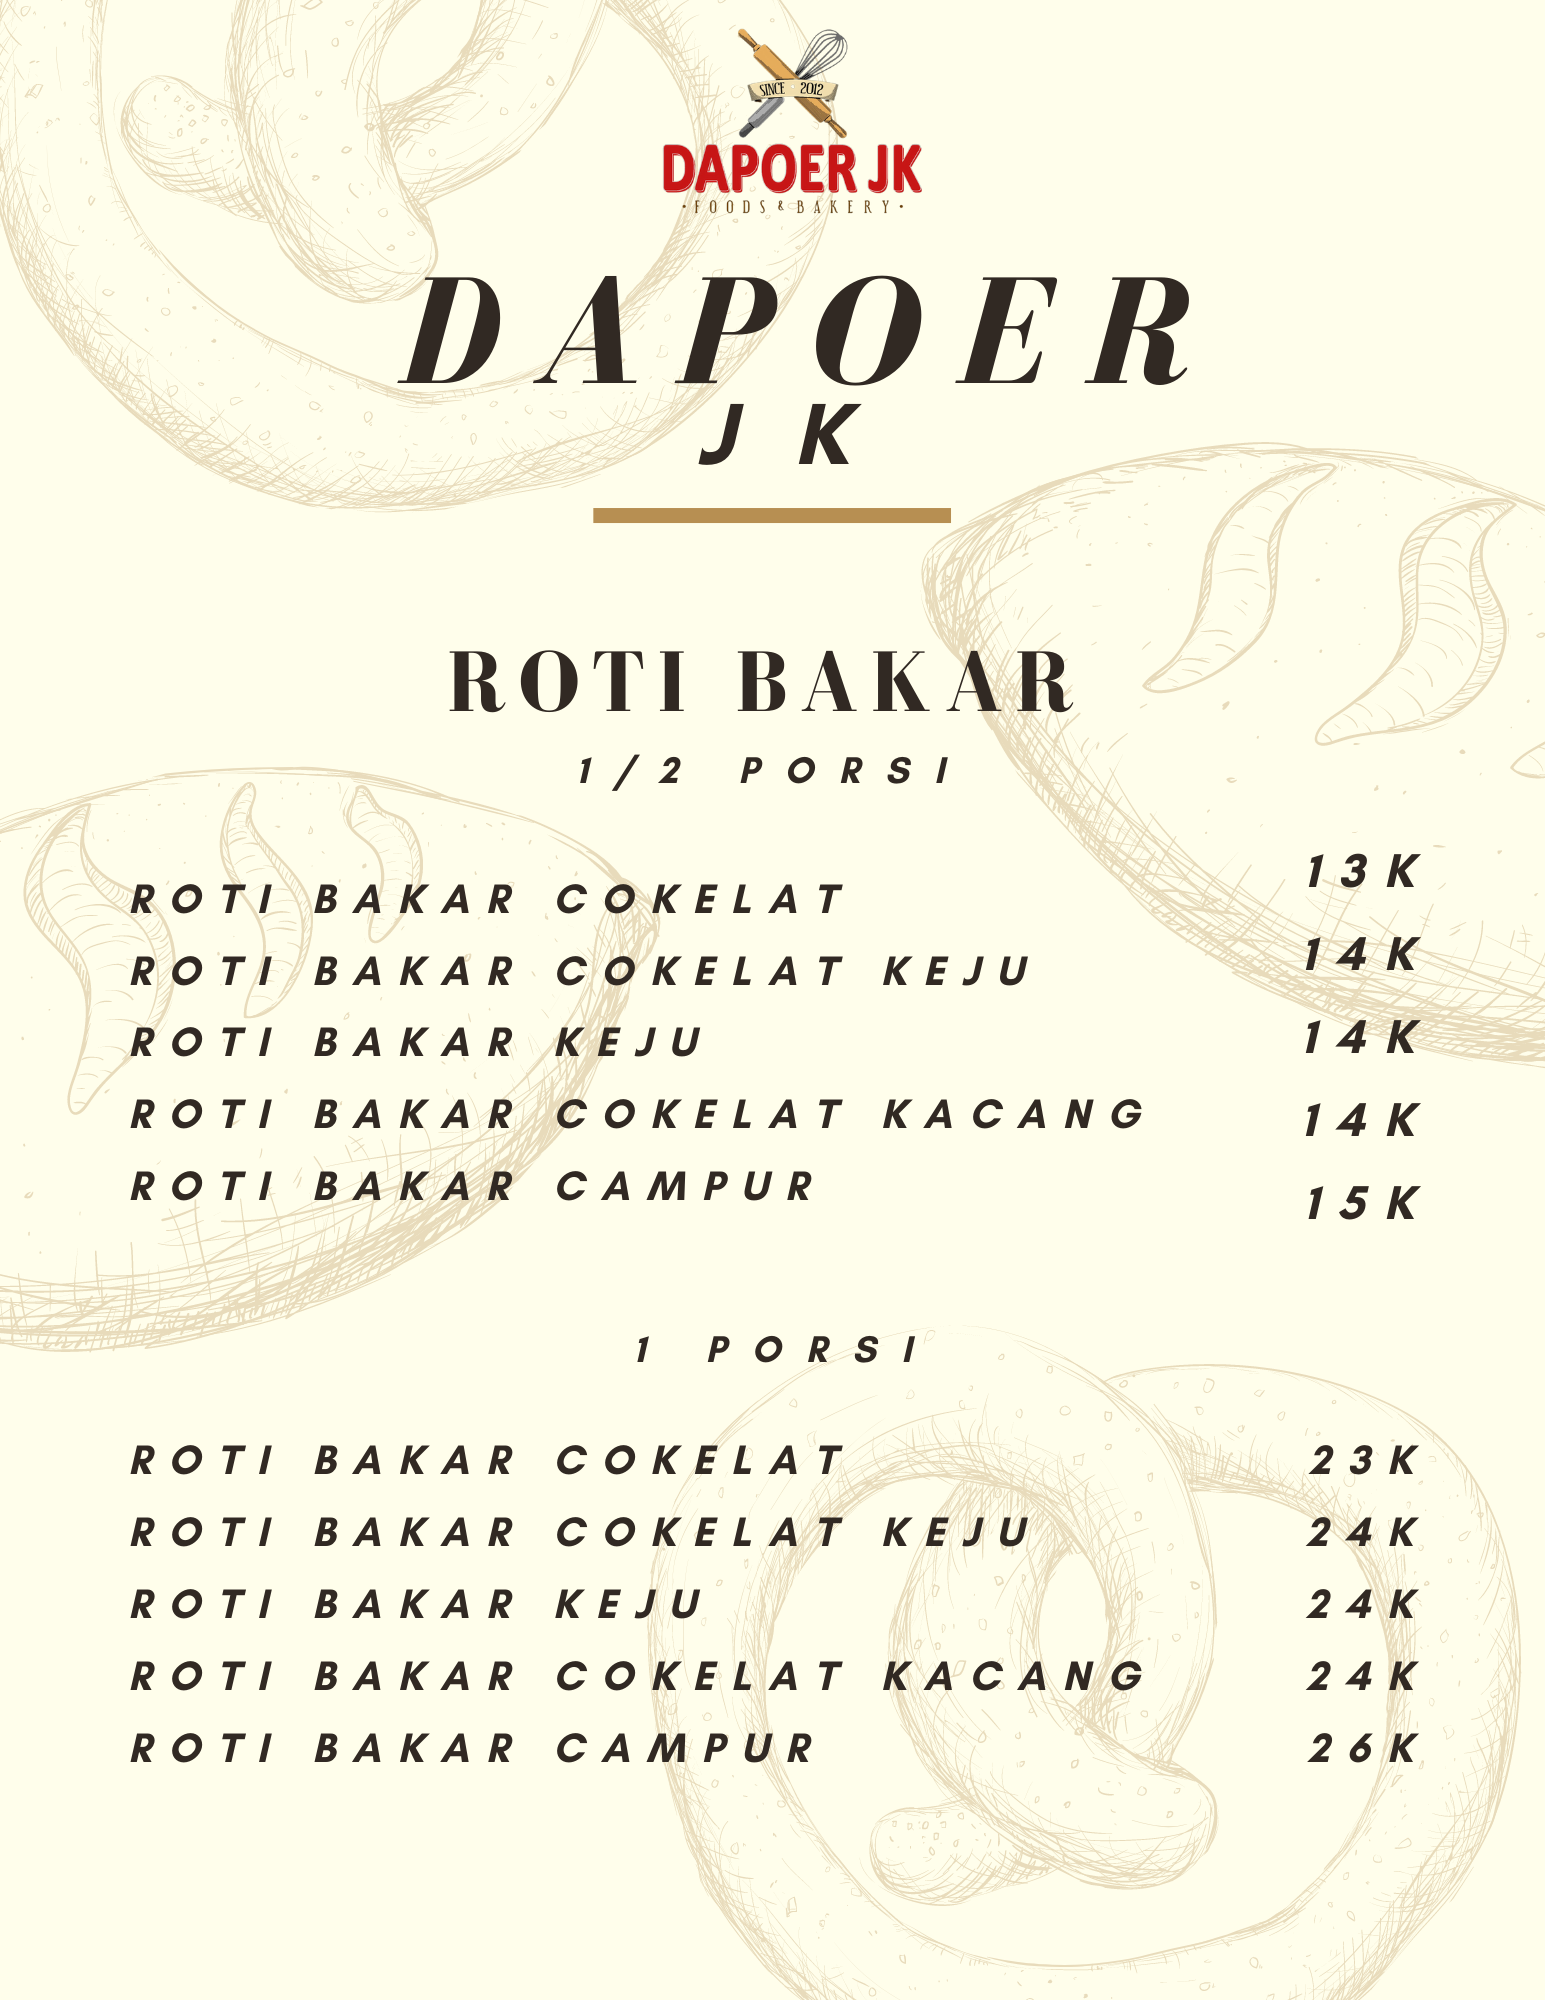 SINCE · 2012
DAPOER JK
·FOODS & BAKERY·
DAPOER
JK
ROTI BAKAR
1/2 PORSI
ROTI BAKAR COKELAT 13K
ROTI BAKAR COKELAT KEJU 14K
ROTI BAKAR KEJU 14K
ROTI BAKAR COKELAT KACANG 14K
ROTI BAKAR CAMPUR 15K
1 PORSI
ROTI BAKAR COKELAT 23K
ROTI BAKAR COKELAT KEJU 24K
ROTI BAKAR KEJU 24K
ROTI BAKAR COKELAT KACANG 24K
ROTI BAKAR CAMPUR 26K